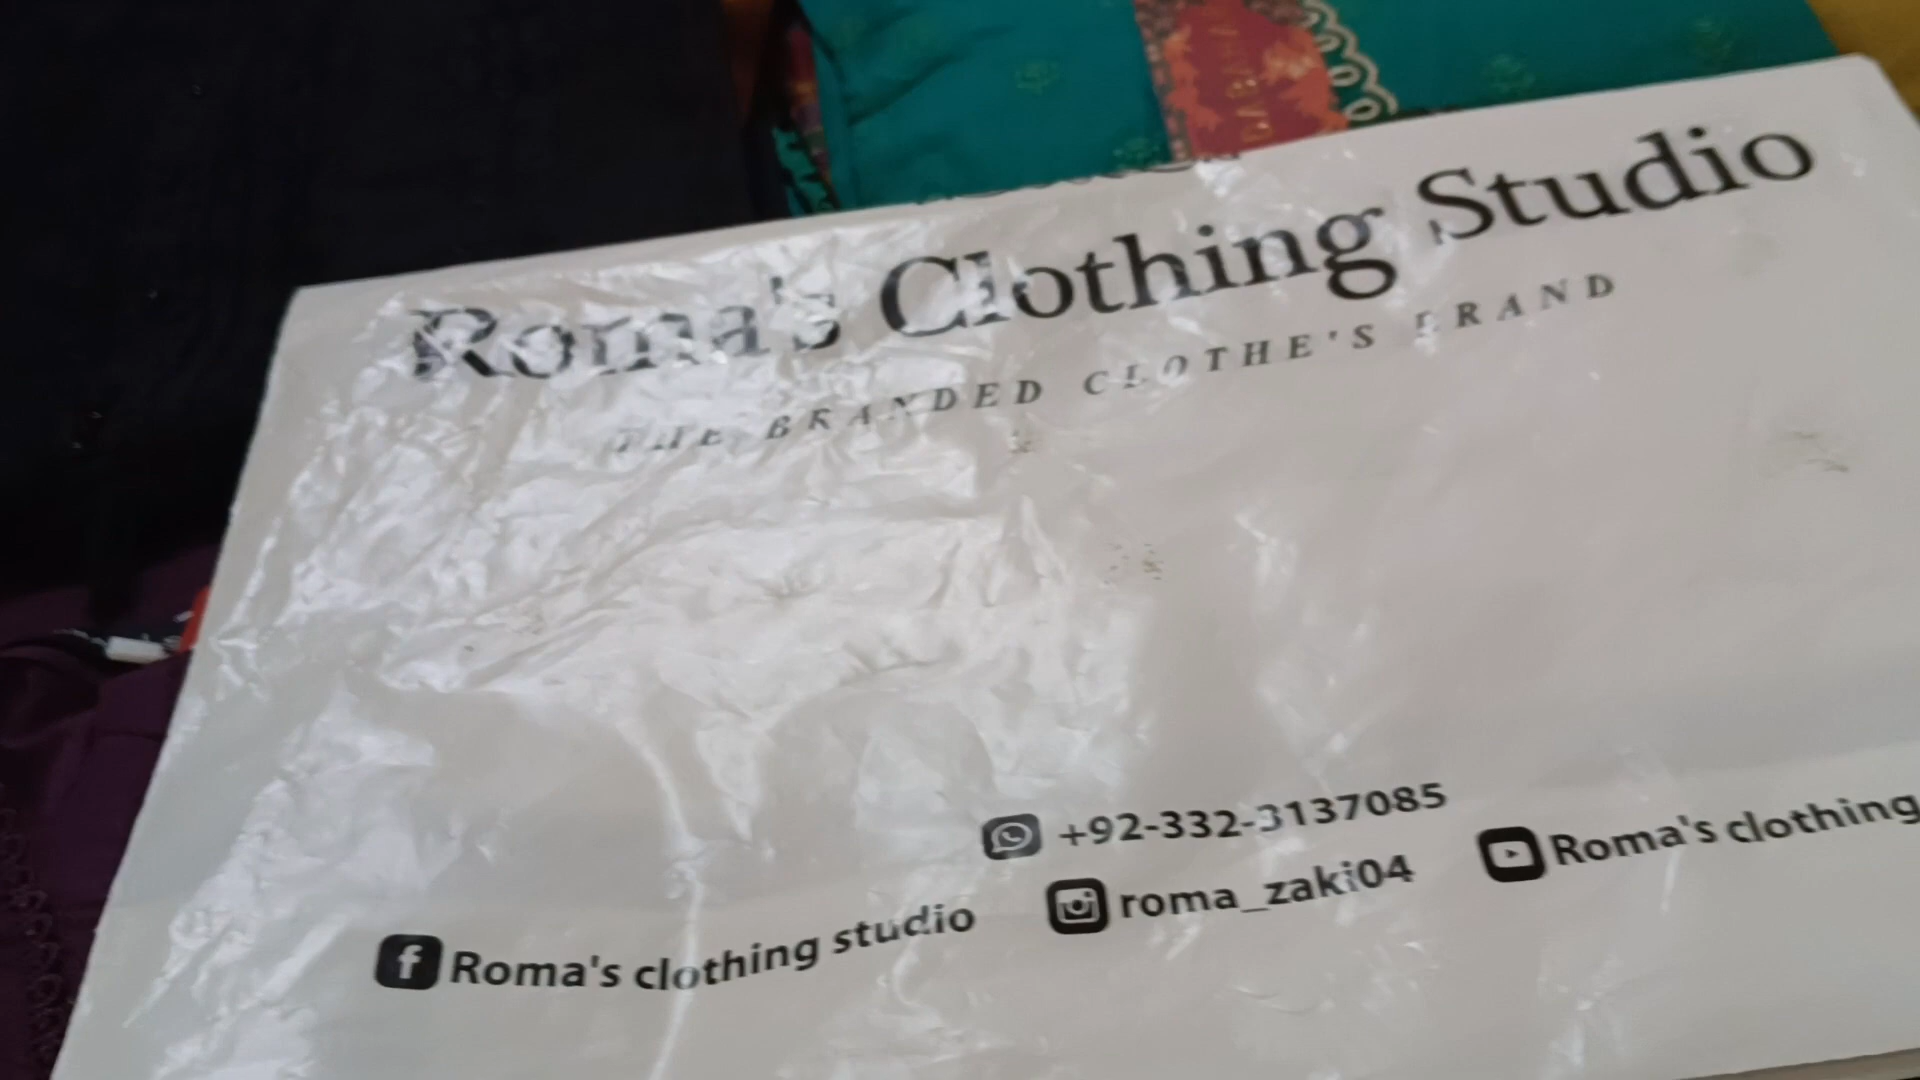 Roma's Clothing Studio
THE BRANDED CLOTHE'S BRAND
+92-332-3137085
Roma's clothing studio
roma_zaki04
Roma's clothing